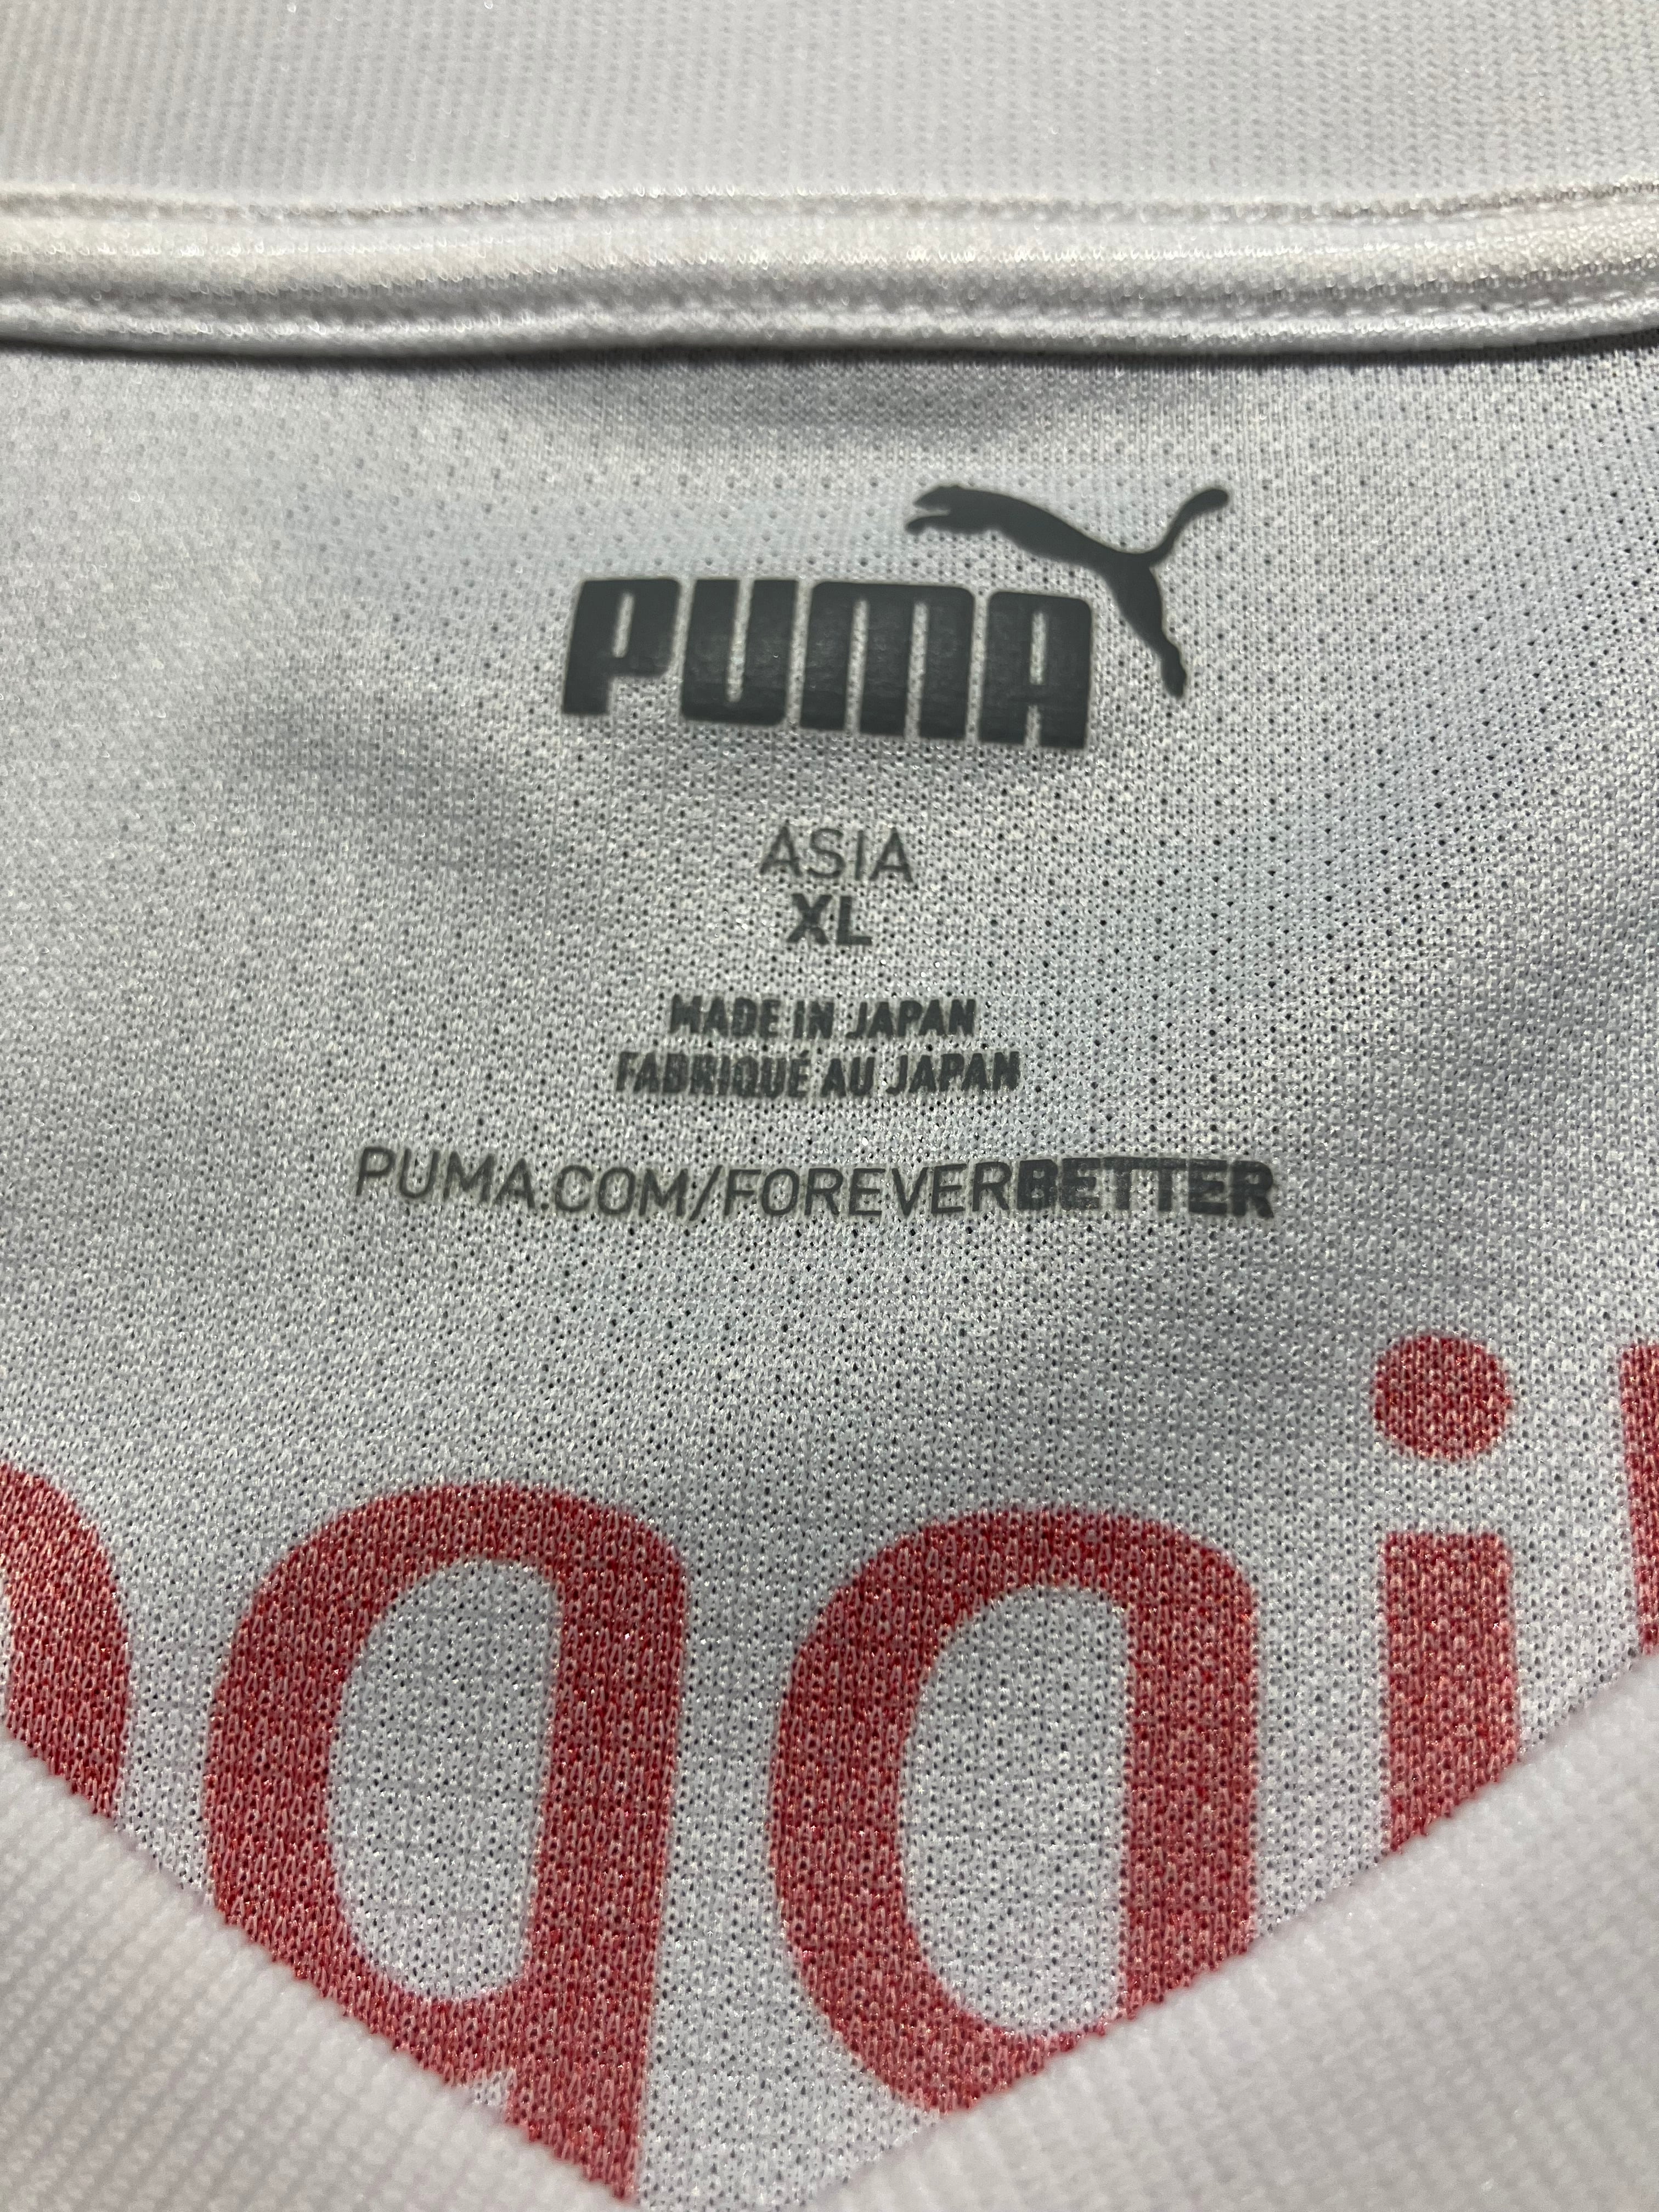 PUMA
ASIA
XL
MADE IN JAPAN
FABRIQUÉ AU JAPAN
PUMA.COM/FOREVERBETTER